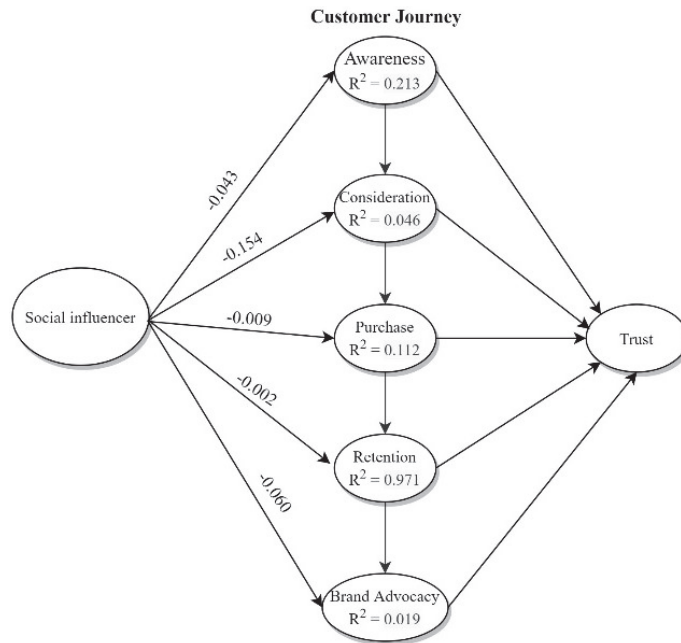 Customer Journey
Awareness
R² = 0.213
-0.043
Consideration
R² = 0.046
-0.154
Social influencer
-0.009
Purchase
R² = 0.112
Trust
-0.002
Retention
R² = 0.971
-0.060
Brand Advocacy
R² = 0.019